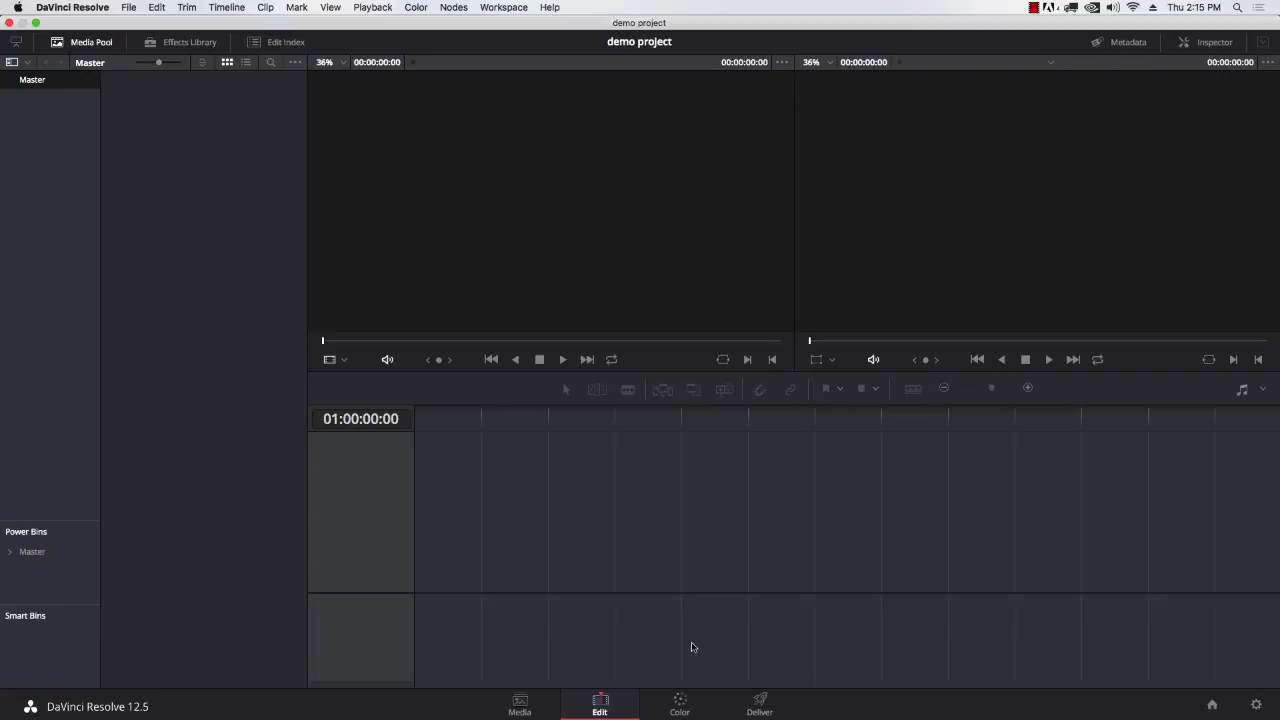 DaVinci Resolve File Edit Trim Timeline Clip Mark View Playback Color Nodes Workspace Help 4 Thu 2:15 PM
demo project
Media Pool Effects Library Edit Index demo project Metadata Inspector
Master 36% 00:00:00:00 00:00:00:00 36% 00:00:00:00 00:00:00:00
Master
01:00:00:00
Power Bins
Master
Smart Bins
DaVinci Resolve 12.5 Media Edit Color Deliver